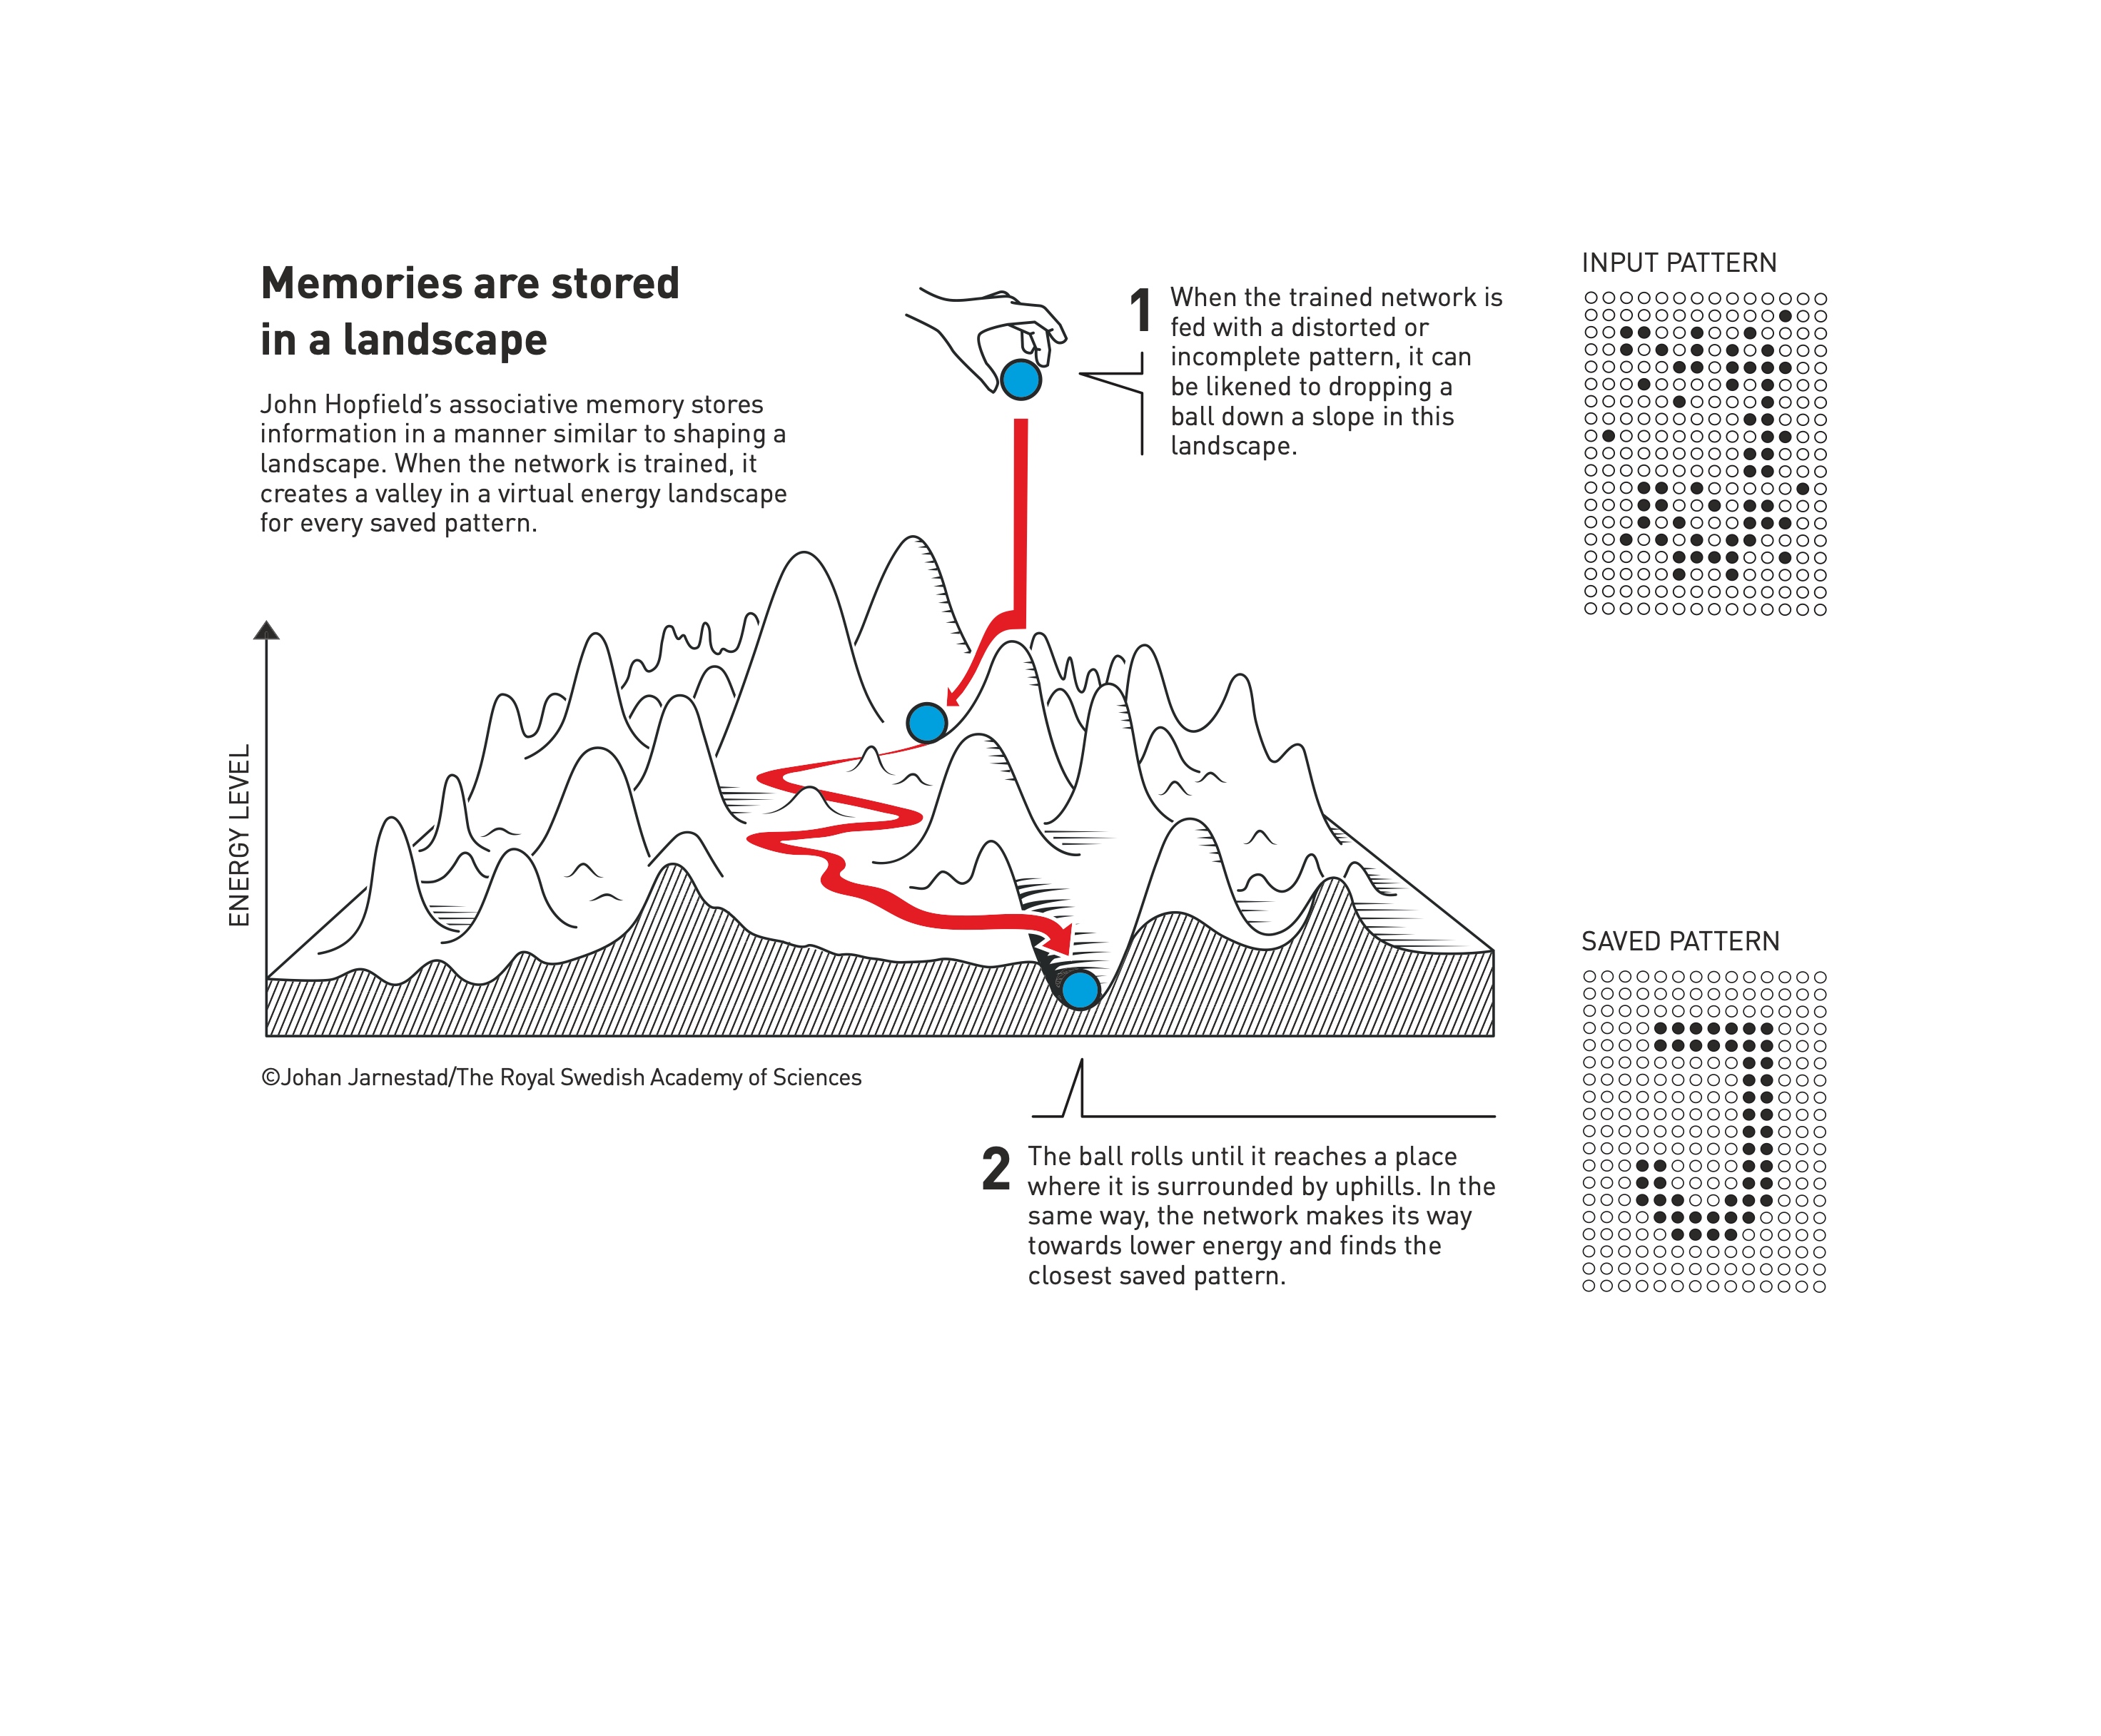 Memories are stored
in a landscape
John Hopfield’s associative memory stores
information in a manner similar to shaping a
landscape. When the network is trained, it
creates a valley in a virtual energy landscape
for every saved pattern.
1
When the trained network is
fed with a distorted or
incomplete pattern, it can
be likened to dropping a
ball down a slope in this
landscape.
INPUT PATTERN
ENERGY LEVEL
SAVED PATTERN
©Johan Jarnestad/The Royal Swedish Academy of Sciences
2
The ball rolls until it reaches a place
where it is surrounded by uphills. In the
same way, the network makes its way
towards lower energy and finds the
closest saved pattern.